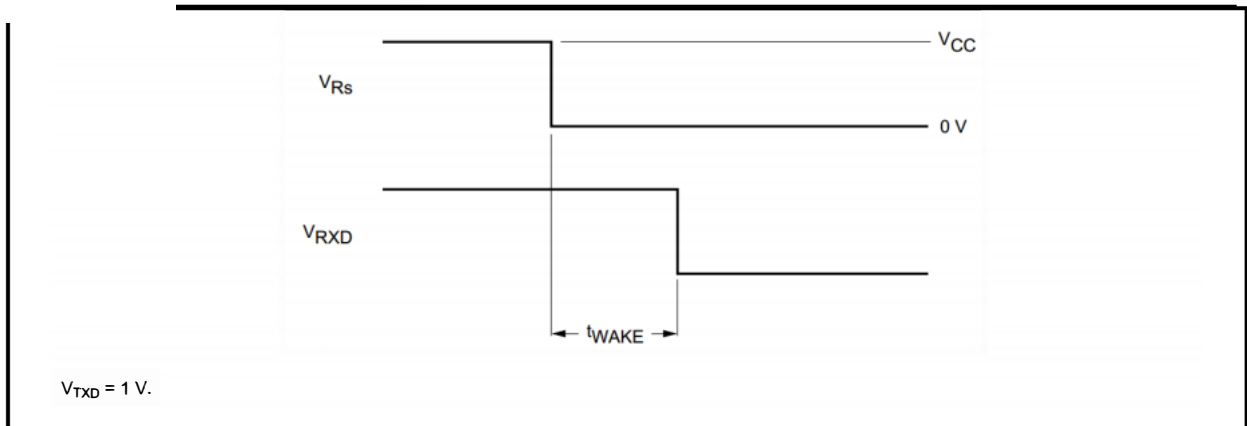 VCC
VRs
0 V
VRXD
tWAKE
VTXD = 1 V.